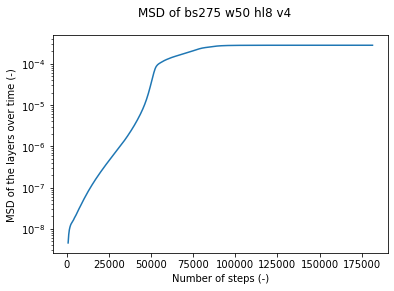 MSD of bs275 w50 hl8 v4
MSD of the layers over time (-)
10⁻⁴
10⁻⁵
10⁻⁶
10⁻⁷
10⁻⁸
0 25000 50000 75000 100000 125000 150000 175000
Number of steps (-)